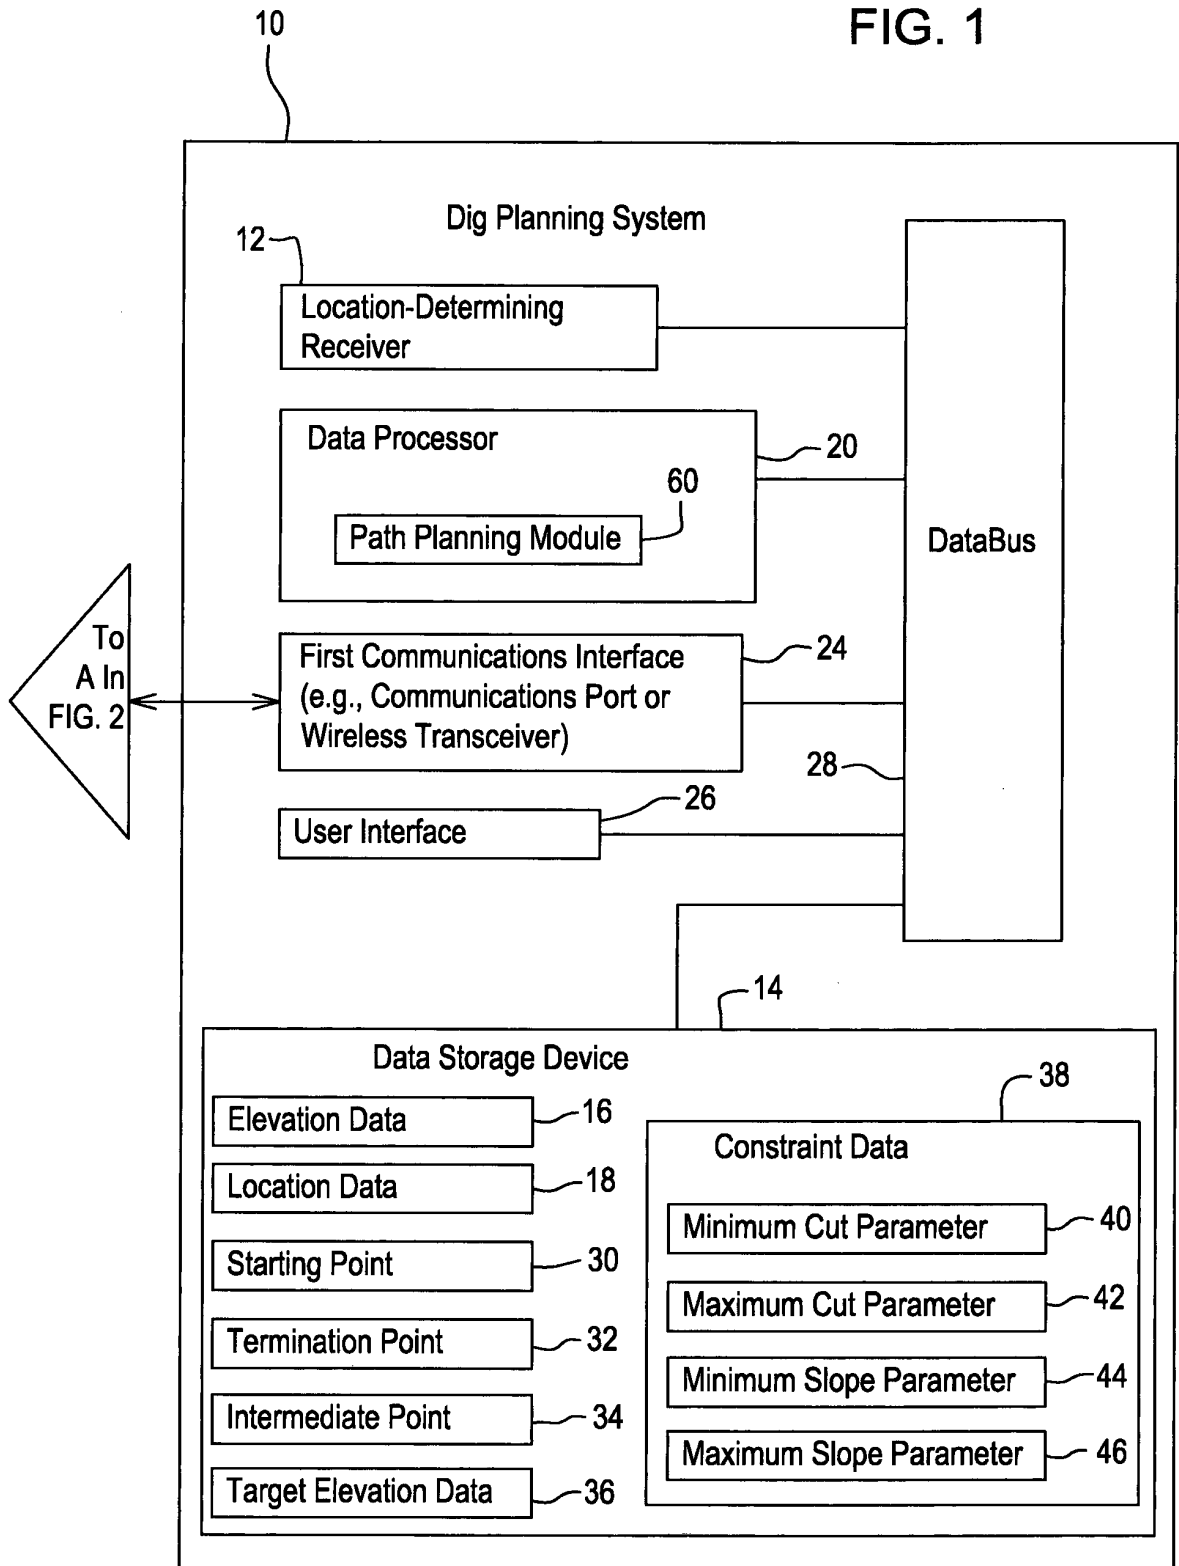 FIG. 1
10
Dig Planning System
12
Location-Determining
Receiver
Data Processor
20
60
Path Planning Module
DataBus
To
A In
FIG. 2
First Communications Interface
(e.g., Communications Port or
Wireless Transceiver)
24
28
26
User Interface
14
Data Storage Device
38
Elevation Data
16
Location Data
18
Starting Point
30
Termination Point
32
Intermediate Point
34
Target Elevation Data
36
Constraint Data
Minimum Cut Parameter
40
Maximum Cut Parameter
42
Minimum Slope Parameter
44
Maximum Slope Parameter
46